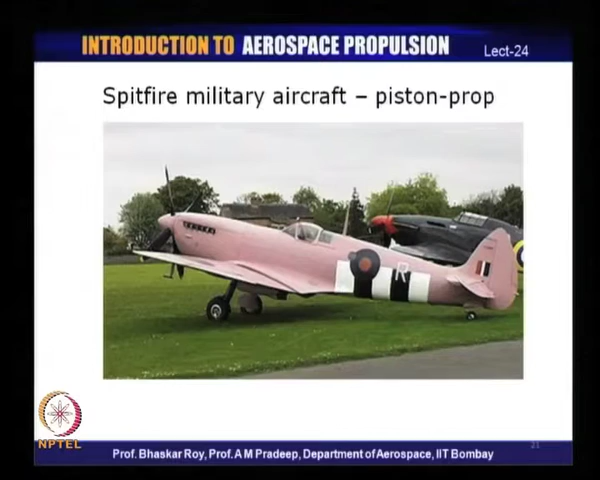 INTRODUCTION TO AEROSPACE PROPULSION
Lect-24
Spitfire military aircraft – piston-prop
R
NPTEL
21
Prof. Bhaskar Roy, Prof. A M Pradeep, Department of Aerospace, IIT Bombay